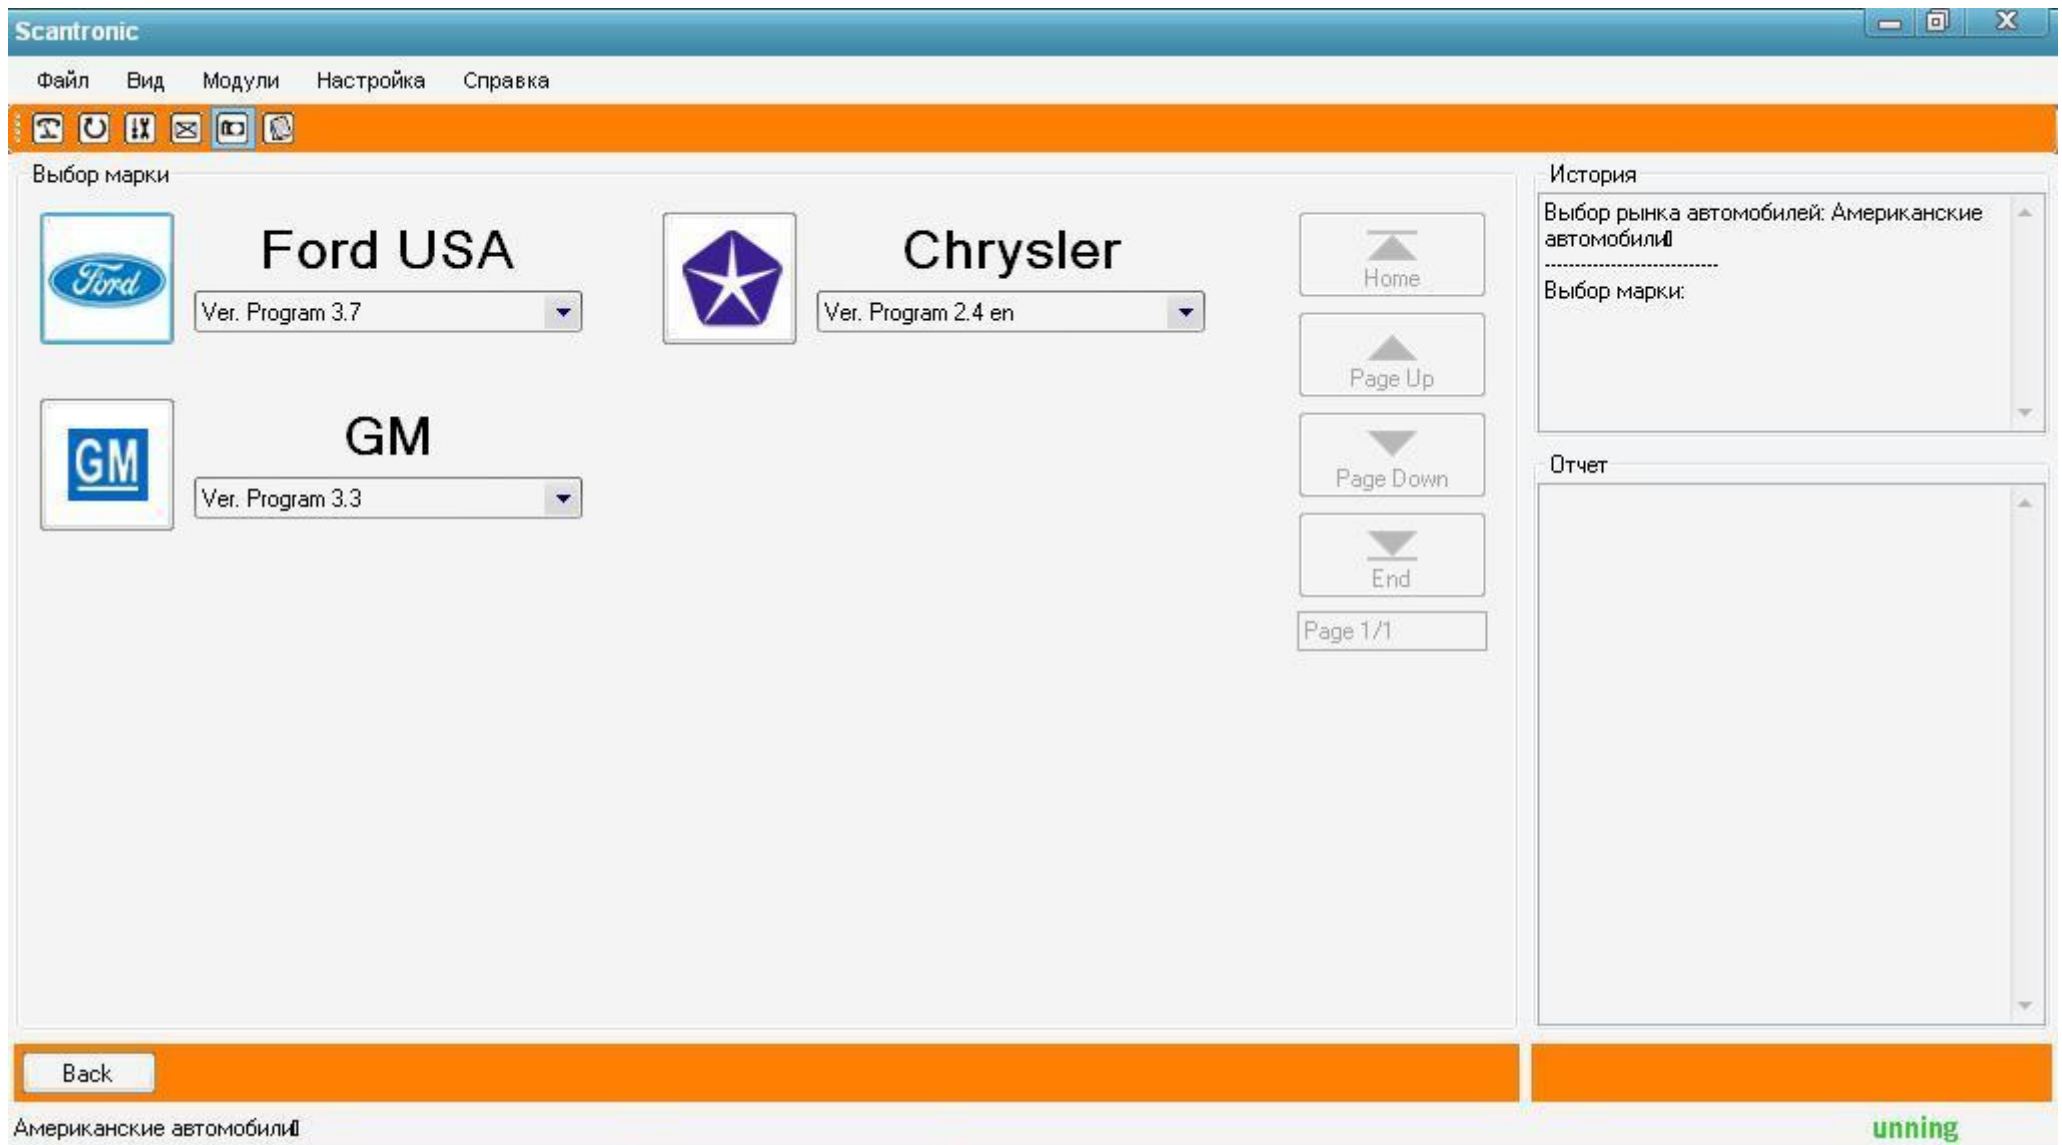 Scantronic
Файл Вид Модули Настройка Справка
Выбор марки
Ford
Ford USA
Ver. Program 3.7
Chrysler
Ver. Program 2.4 en
GM
GM
Ver. Program 3.3
Home
Page Up
Page Down
End
Page 1/1
История
Выбор рынка автомобилей: Американские
автомобили
-----------------------------
Выбор марки:
Отчет
Back
Американские автомобили
unning